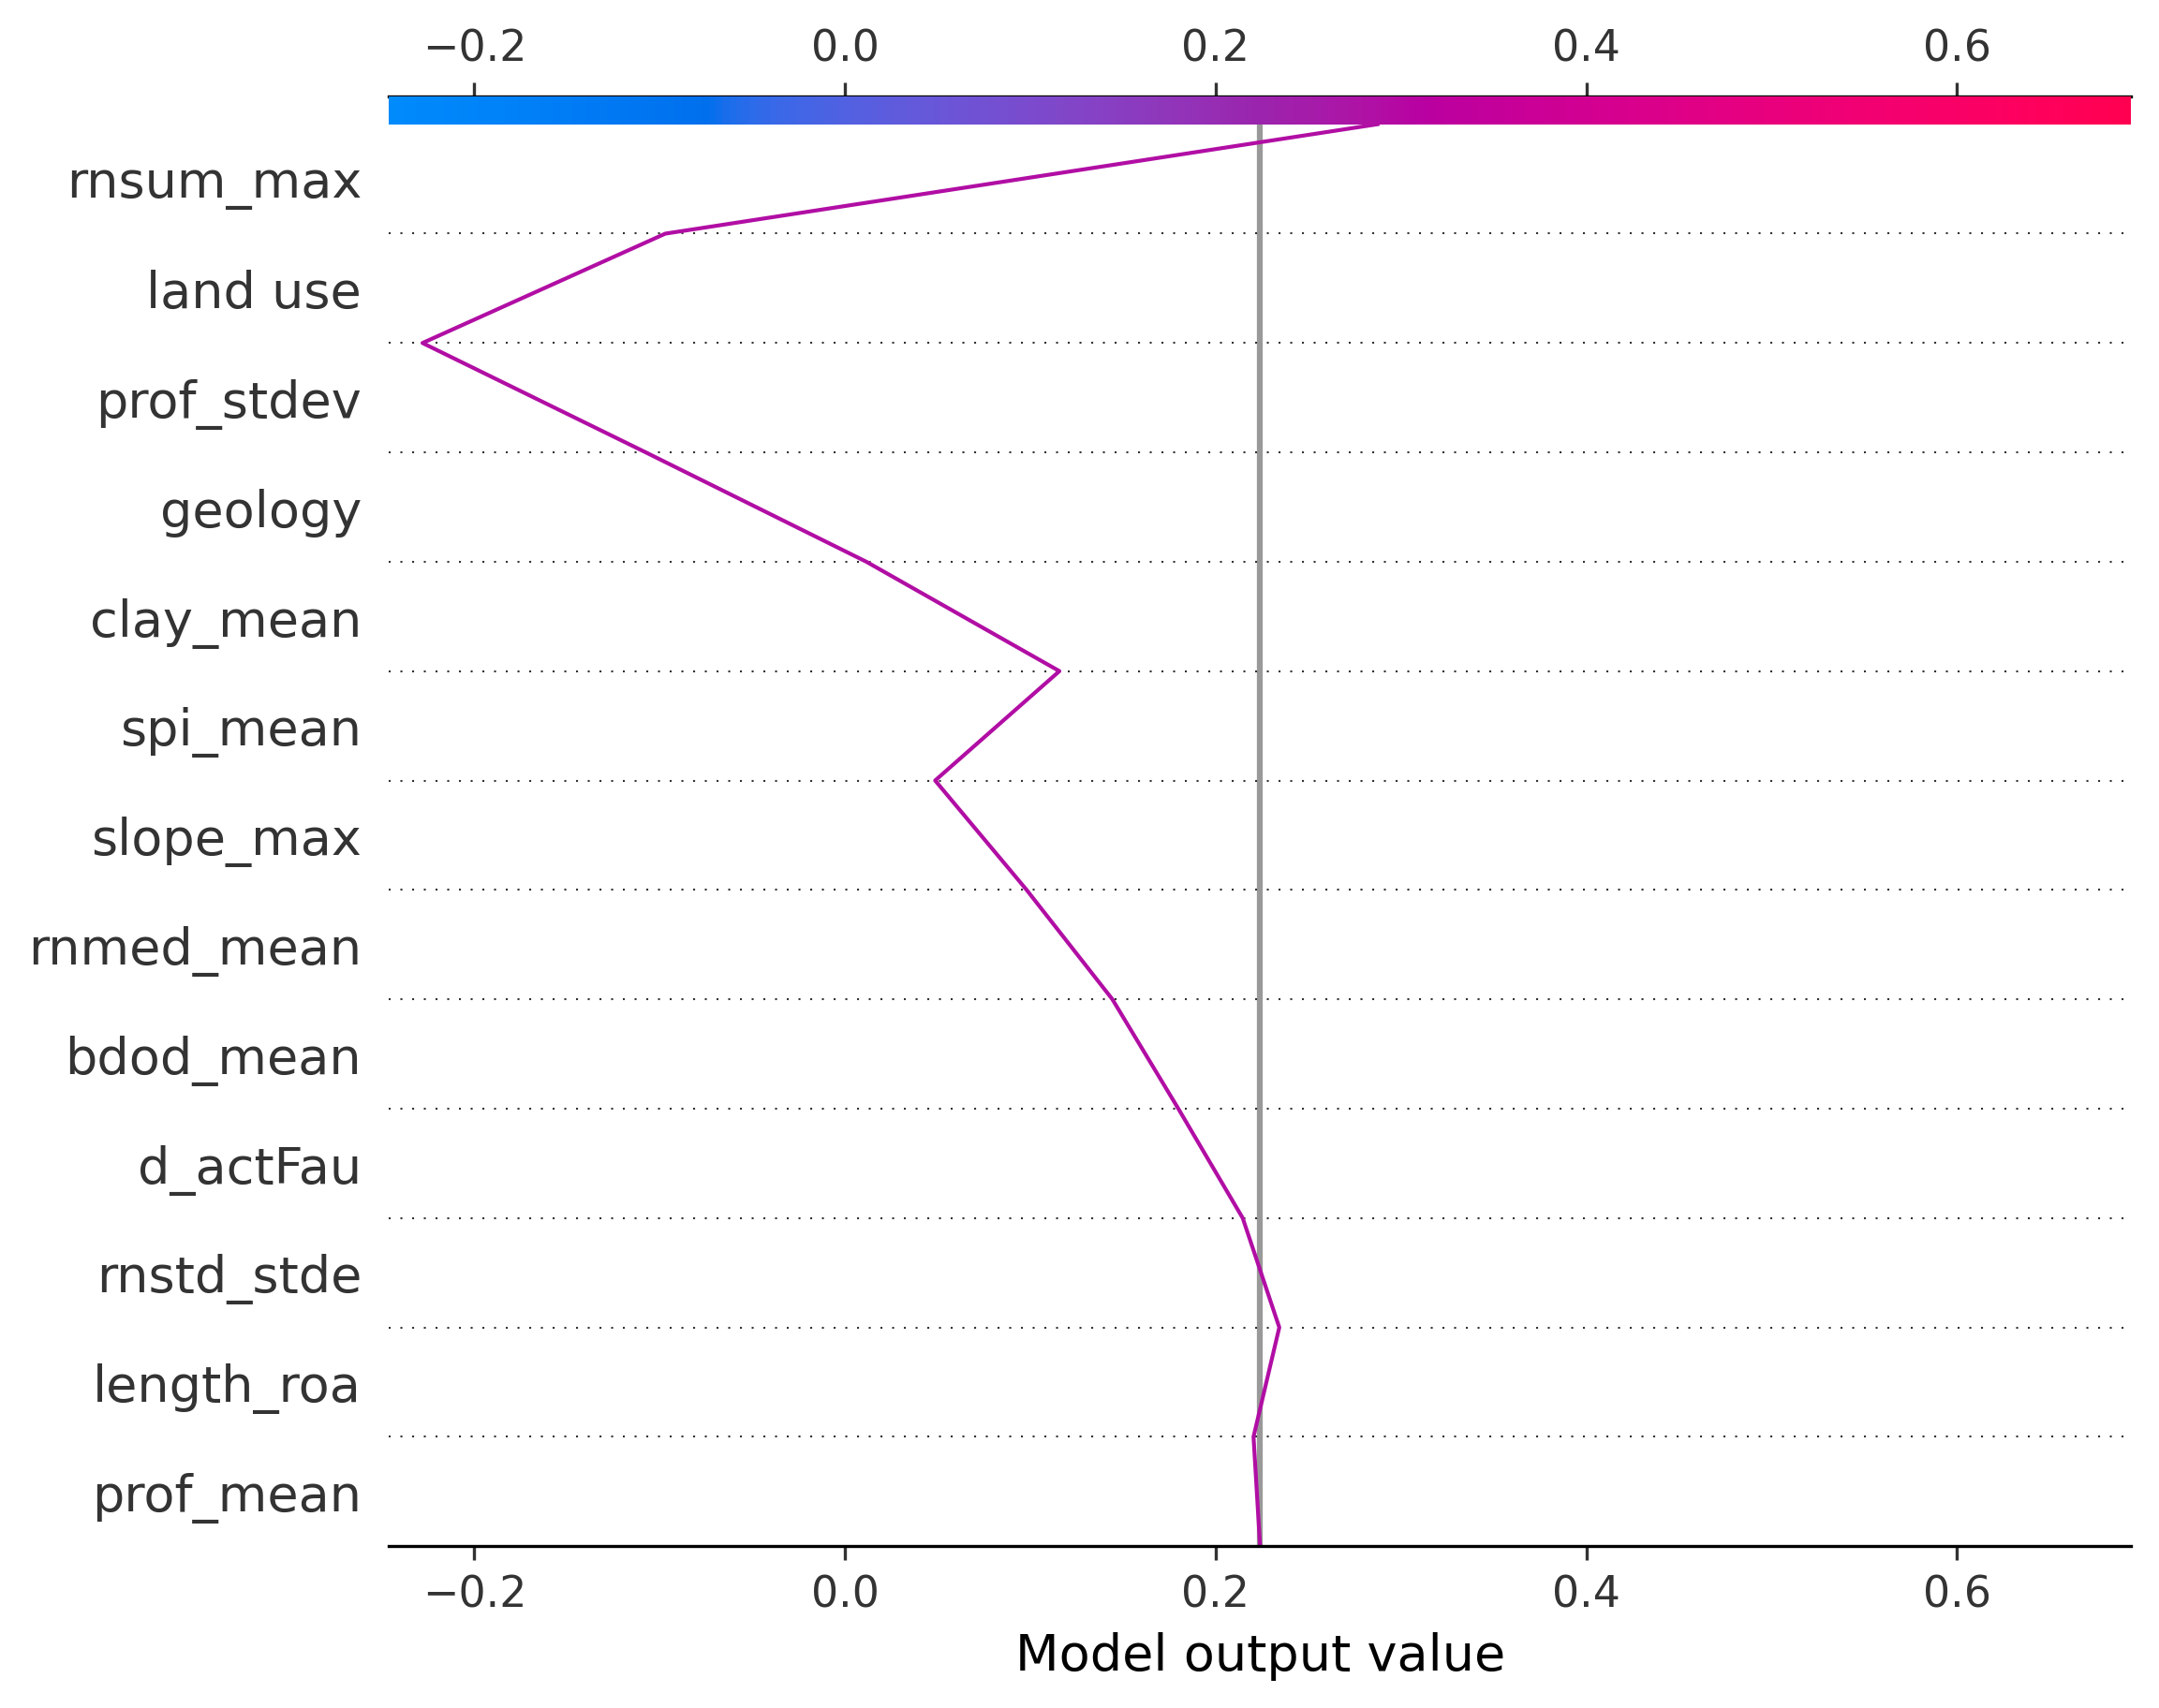 −0.2 0.0 0.2 0.4 0.6
rnsum_max
land use
prof_stdev
geology
clay_mean
spi_mean
slope_max
rnmed_mean
bdod_mean
d_actFau
rnstd_stde
length_roa
prof_mean
−0.2 0.0 0.2 0.4 0.6
Model output value